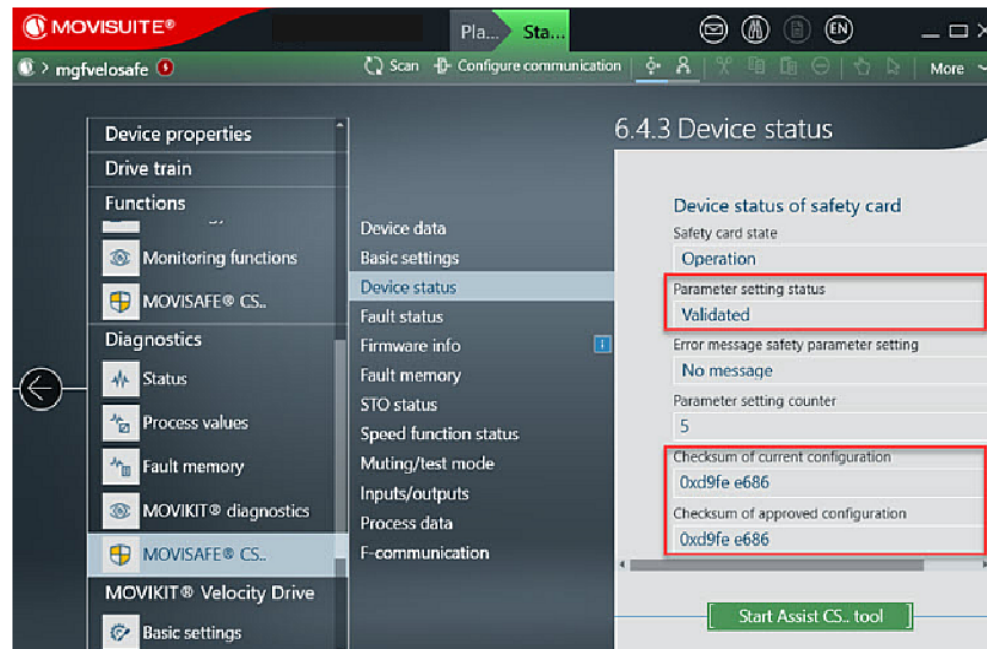 MOVISUITE®
Pla...
Sta...
EN
> mgfvelosafe
Scan
Configure communication
More
Device properties
Drive train
Functions
Monitoring functions
MOVISAFE® CS..
Diagnostics
Status
Process values
Fault memory
MOVIKIT® diagnostics
MOVISAFE® CS..
MOVIKIT® Velocity Drive
Basic settings
Device data
Basic settings
Device status
Fault status
Firmware info
Fault memory
STO status
Speed function status
Muting/test mode
Inputs/outputs
Process data
F-communication
6.4.3 Device status
Device status of safety card
Safety card state
Operation
Parameter setting status
Validated
Error message safety parameter setting
No message
Parameter setting counter
5
Checksum of current configuration
0xd9fe e686
Checksum of approved configuration
0xd9fe e686
Start Assist CS.. tool